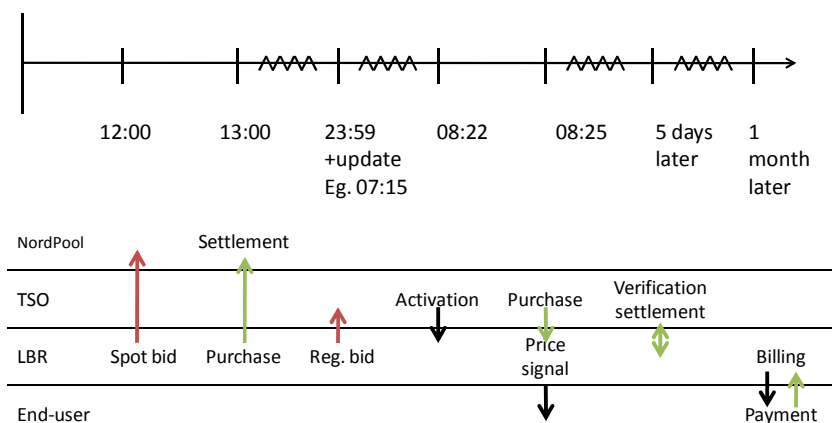 12:00 13:00 23:59 08:22 08:25 5 days 1
+update later month
Eg. 07:15 later
NordPool Settlement
TSO Activation Purchase Verification
settlement
LBR Spot bid Purchase Reg. bid Price Billing
signal
End-user Payment